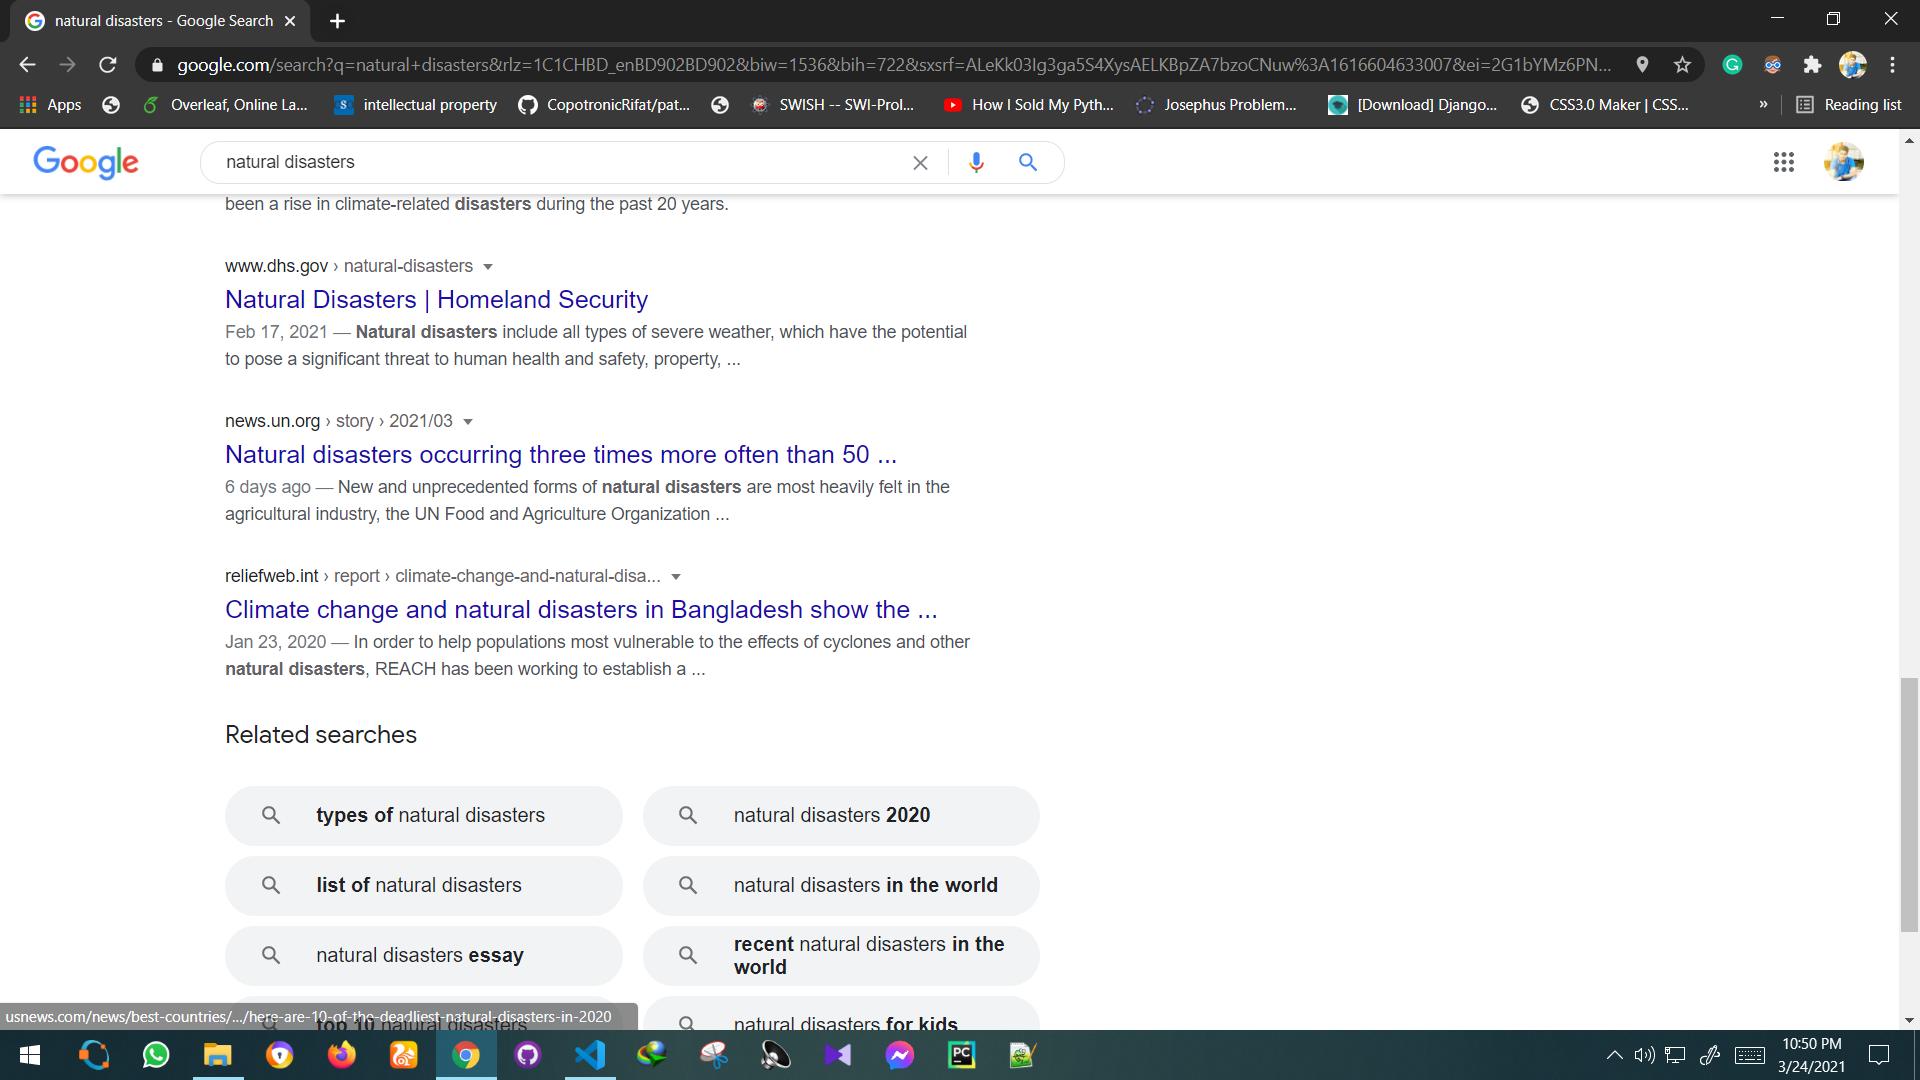 natural disasters - Google Search
google.com/search?q=natural+disasters&rlz=1C1CHBD_enBD902BD902&biw=1536&bih=722&sxsrf=ALeKk03Ig3ga5S4XysAELKBpZA7bzoCNuw%3A1616604633007&ei=2G1bYMz6PN...
Apps Overleaf, Online La... intellectual property CopotronicRifat/pat... SWISH -- SWI-Prol... How I Sold My Pyth... Josephus Problem... [Download] Django... CSS3.0 Maker | CSS... » Reading list
Google natural disasters
been a rise in climate-related disasters during the past 20 years.
www.dhs.gov › natural-disasters
Natural Disasters | Homeland Security
Feb 17, 2021 — Natural disasters include all types of severe weather, which have the potential
to pose a significant threat to human health and safety, property, ...
news.un.org › story › 2021/03
Natural disasters occurring three times more often than 50 ...
6 days ago — New and unprecedented forms of natural disasters are most heavily felt in the
agricultural industry, the UN Food and Agriculture Organization ...
reliefweb.int › report › climate-change-and-natural-disa...
Climate change and natural disasters in Bangladesh show the ...
Jan 23, 2020 — In order to help populations most vulnerable to the effects of cyclones and other
natural disasters, REACH has been working to establish a ...
Related searches
types of natural disasters
natural disasters 2020
list of natural disasters
natural disasters in the world
natural disasters essay
recent natural disasters in the
world
top 10 natural disasters
natural disasters for kids
usnews.com/news/best-countries/.../here-are-10-of-the-deadliest-natural-disasters-in-2020
PC
10:50 PM
3/24/2021